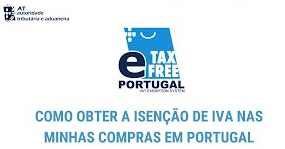 AT
autoridade
tributária e aduaneira
e TAX
FREE
PORTUGAL
VAT EXEMPTION SYSTEM
COMO OBTER A ISENÇÃO DE IVA NAS
MINHAS COMPRAS EM PORTUGAL